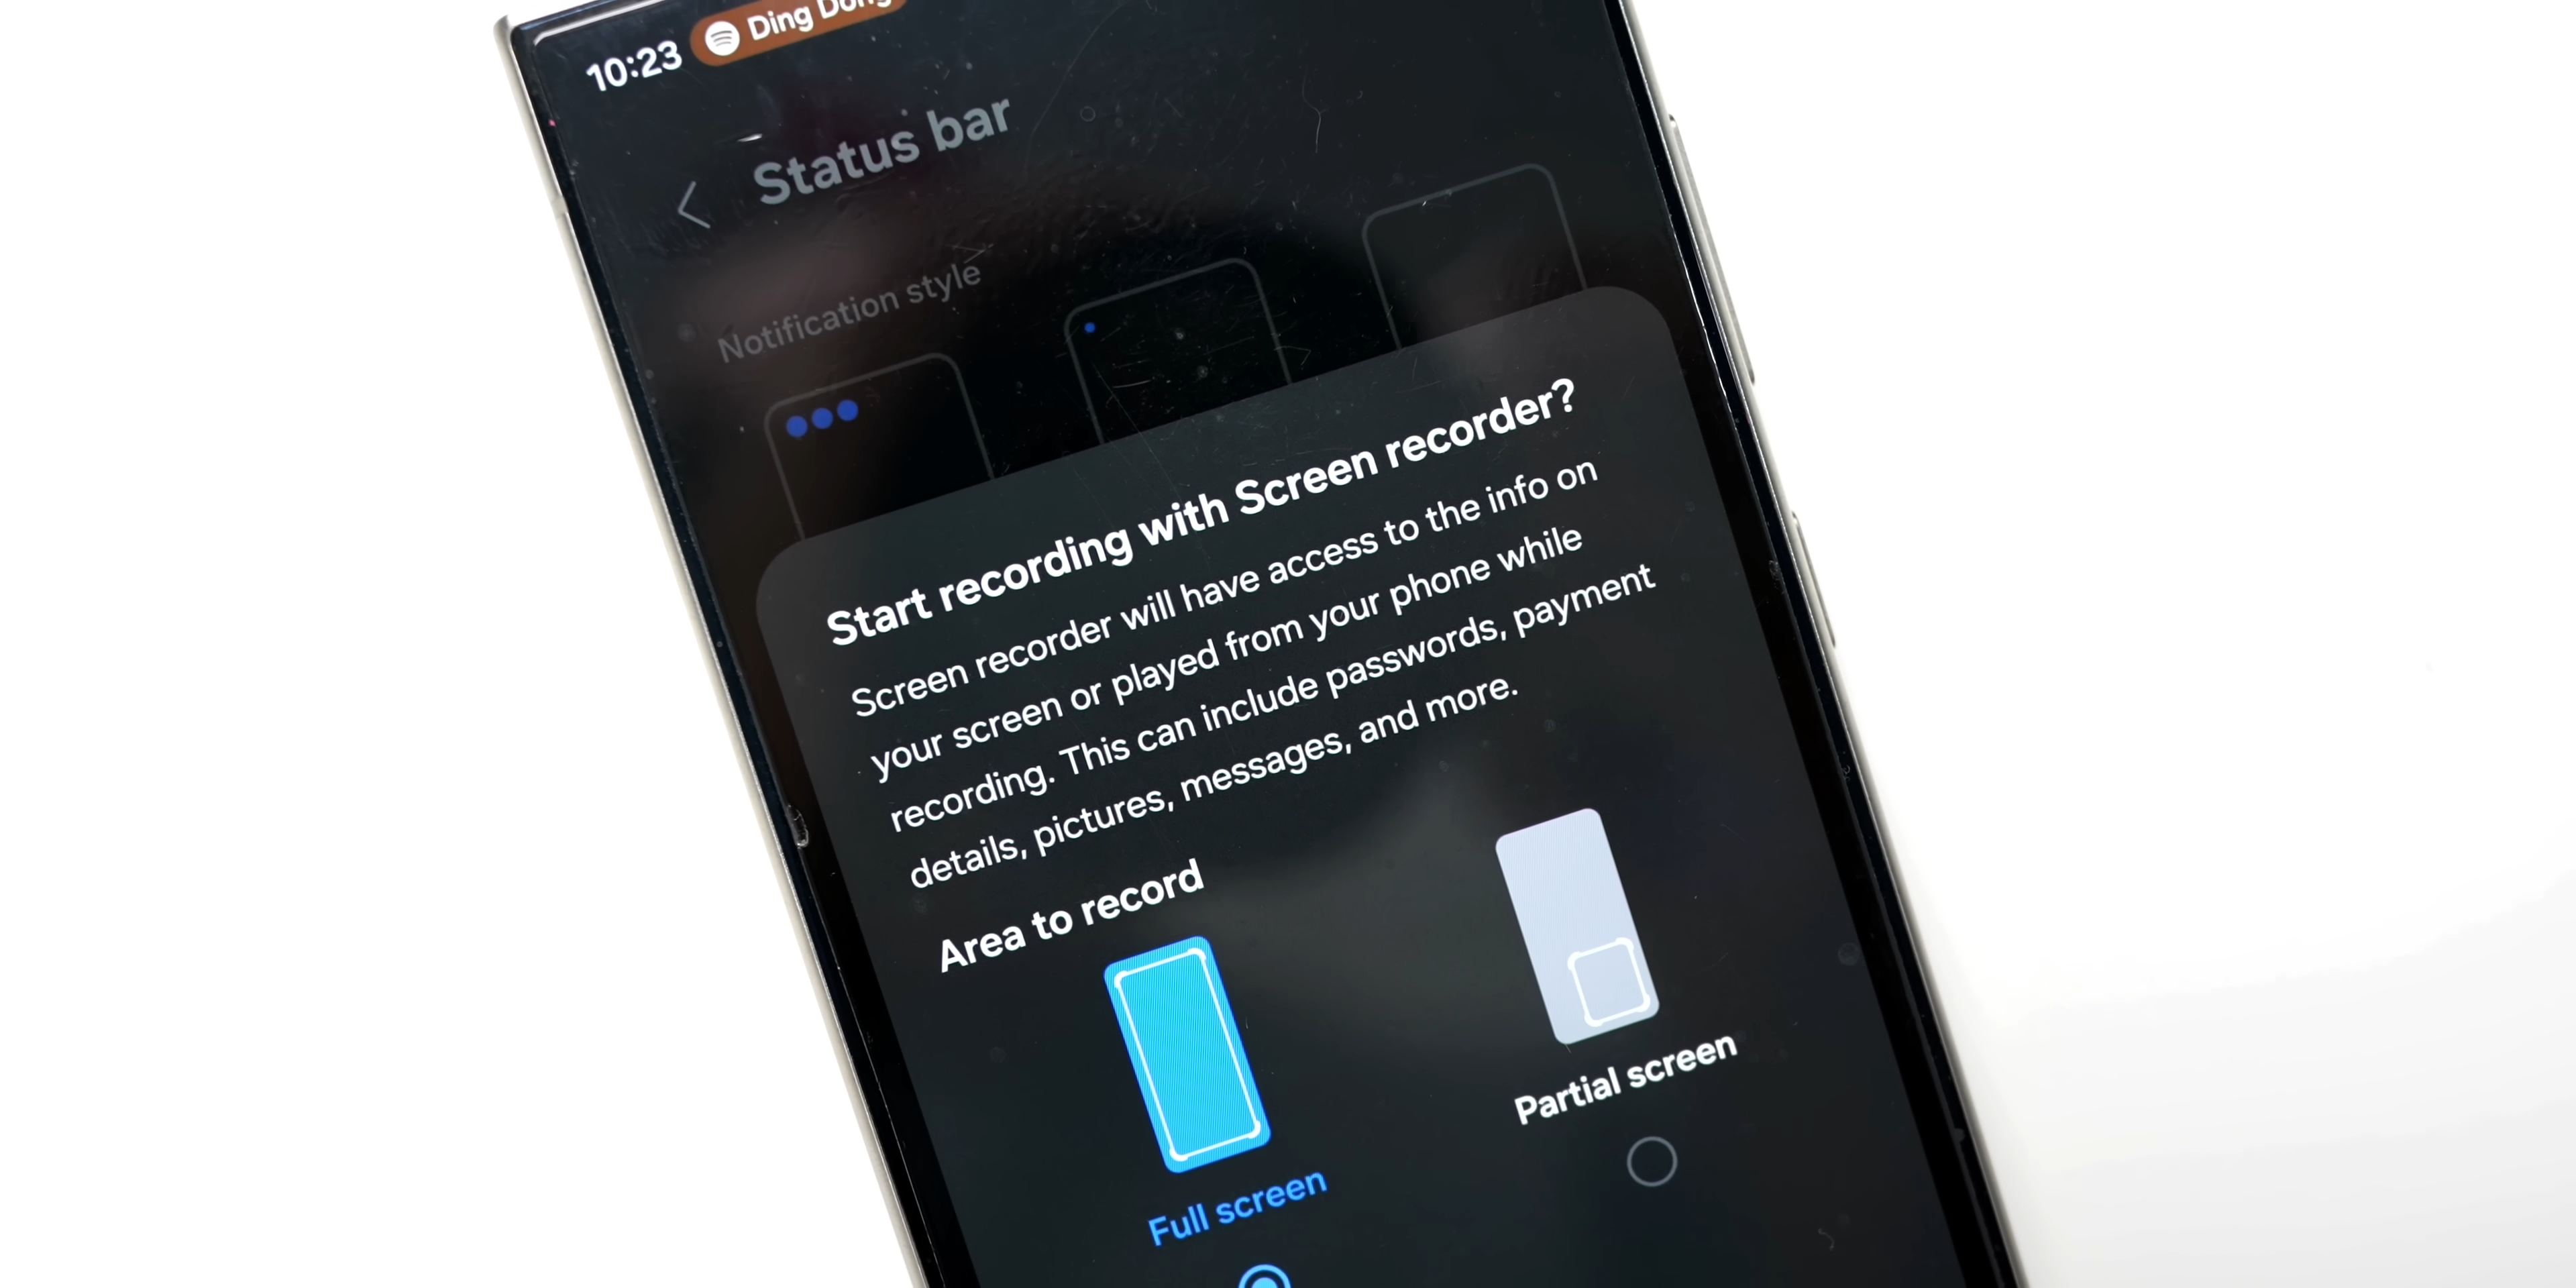 10:23 Ding Dong
Status bar
Notification style
Start recording with Screen recorder?
Screen recorder will have access to the info on
your screen or played from your phone while
recording. This can include passwords, payment
details, pictures, messages, and more.
Area to record
Full screen
Partial screen